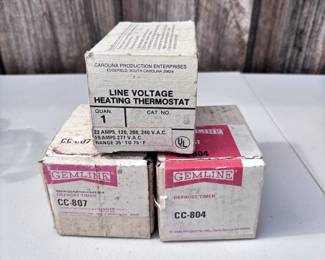 CAROLINA PRODUCTION ENTERPRISES
EDGEFIELD, SOUTH CAROLINA 29824
LINE VOLTAGE
HEATING THERMOSTAT
QUAN.
CAT. NO.
1
22 AMPS, 120, 208, 240 V.A.C.
18 AMPS 277 V.A.C.
RANGE 35° TO 75° F
UL
CC-807
GEMLINE
DEFROST TIMER
CC-807
GEMLINE
DEFROST TIMER
CC-804